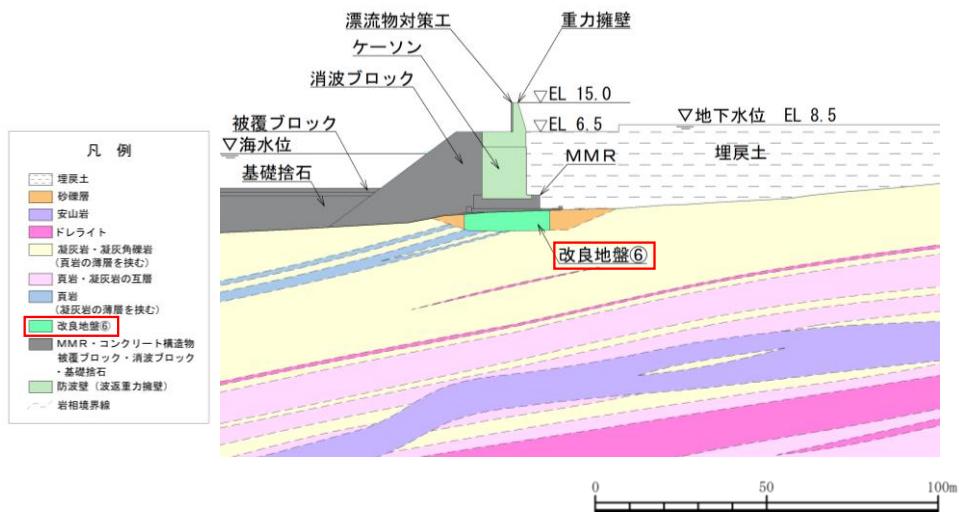 漂流物対策工
重力擁壁
ケーソン
消波ブロック
▽EL 15.0
被覆ブロック
▽EL 6.5
▽地下水位 EL 8.5
▽海水位
MMR
埋戻土
基礎捨石
改良地盤⑥
凡 例
埋戻土
砂礫層
安山岩
ドレライト
凝灰岩・凝灰角礫岩
(頁岩の薄層を挟む)
頁岩・凝灰岩の互層
頁岩
(凝灰岩の薄層を挟む)
改良地盤⑥
MMR・コンクリート構造物
被覆ブロック・消波ブロック
・基礎捨石
防波壁（波返重力擁壁）
岩相境界線
0 50 100m